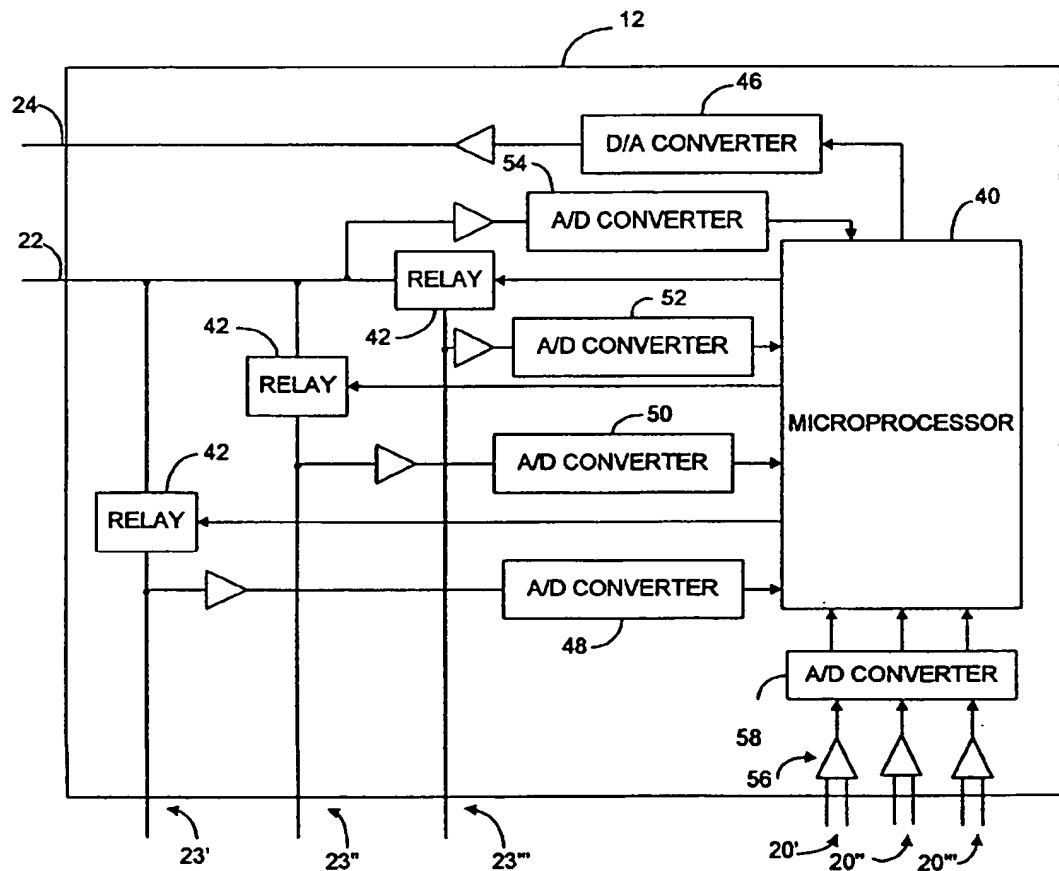 12
24
46
D/A CONVERTER
54
A/D CONVERTER
40
22
RELAY
52
42
42
A/D CONVERTER
RELAY
MICROPROCESSOR
50
42
A/D CONVERTER
RELAY
A/D CONVERTER
48
A/D CONVERTER
58
56
23'
23"
23"'
20'
20"
20"'